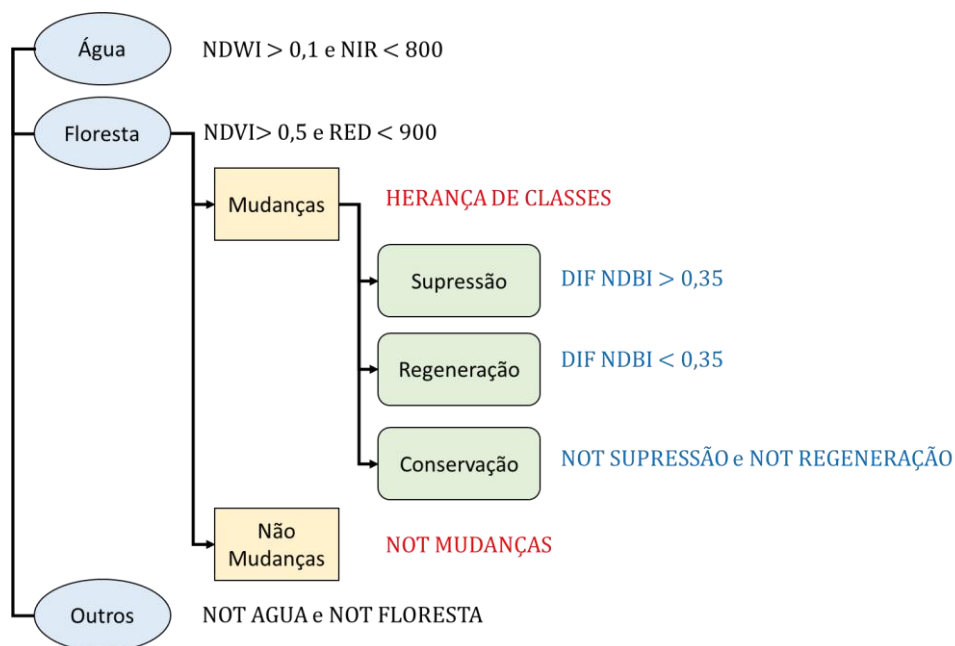 Água
NDWI > 0,1 e NIR < 800
Floresta
NDVI> 0,5 e RED < 900
Mudanças
HERANÇA DE CLASSES
Supressão
DIF NDBI > 0,35
Regeneração
DIF NDBI < 0,35
Conservação
NOT SUPRESSÃO e NOT REGENERAÇÃO
Não
Mudanças
NOT MUDANÇAS
Outros
NOT AGUA e NOT FLORESTA